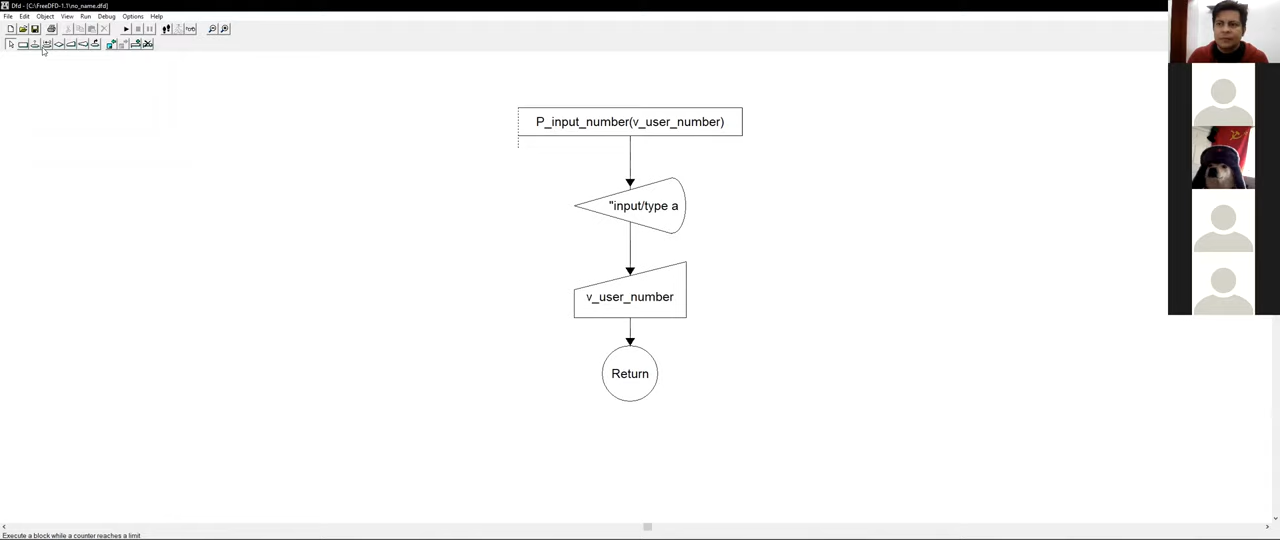 Dfd - [C:\FreeDFD-1.1\no_name.dfd]
File Edit Object View Run Debug Options Help
P_input_number(v_user_number)
"input/type a
v_user_number
Return
Execute a block while a counter reaches a limit